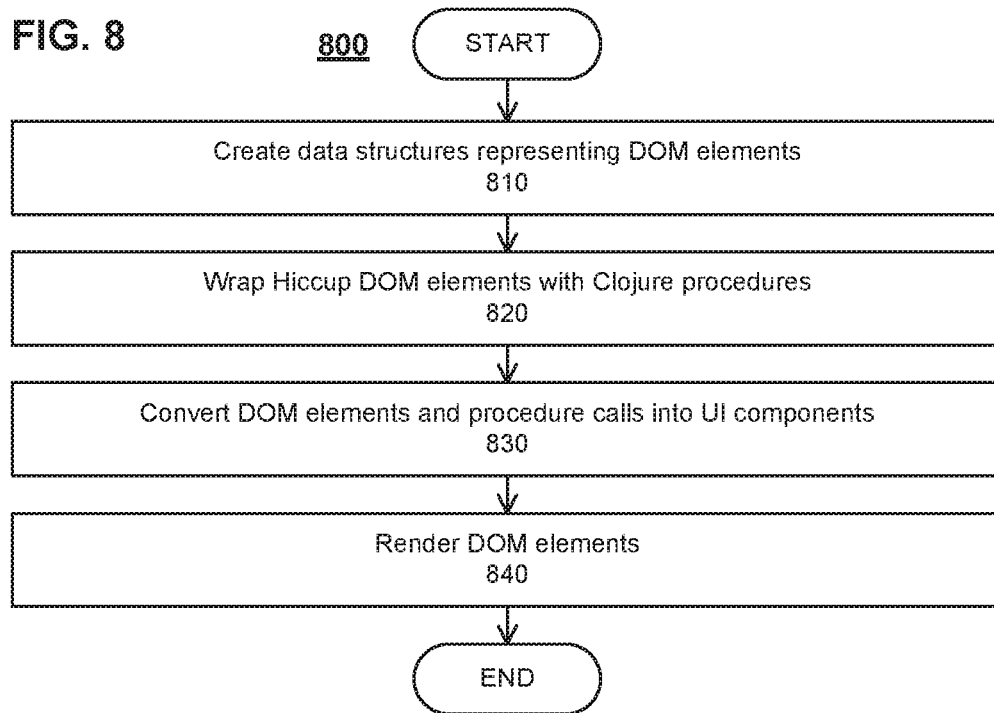 FIG. 8
800
START
Create data structures representing DOM elements
810
Wrap Hiccup DOM elements with Clojure procedures
820
Convert DOM elements and procedure calls into UI components
830
Render DOM elements
840
END